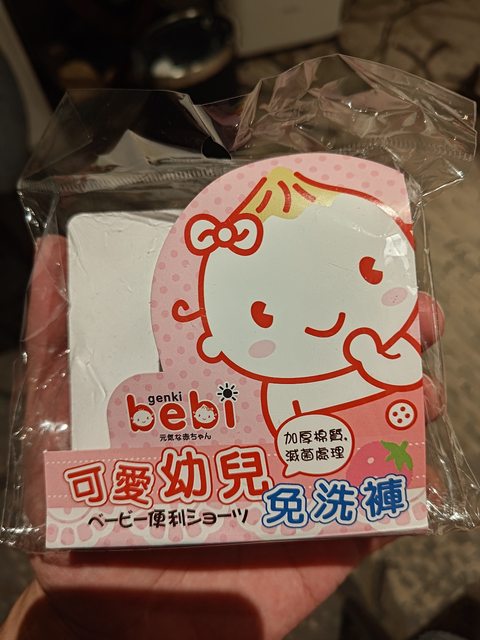 genki
bebi
元気な赤ちゃん
加厚棉質,
滅菌處理
可愛幼兒
ベービー便利ショーツ
免洗褲